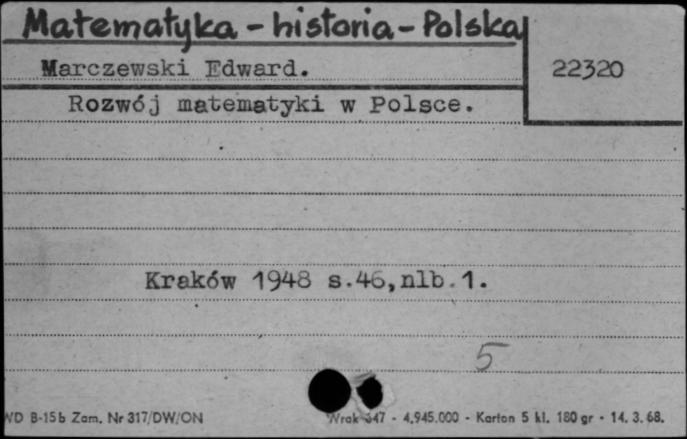 Matematyka - historia - Polska
Marczewski Edward.
22320
Rozwój matematyki w Polsce.
Kraków 1948 s.46,nlb.1.
5
WD B-15b Zam. Nr 317/DW/ON
Wrak 347 - 4.945.000 - Karton 5 kl. 180 gr - 14. 3. 68.